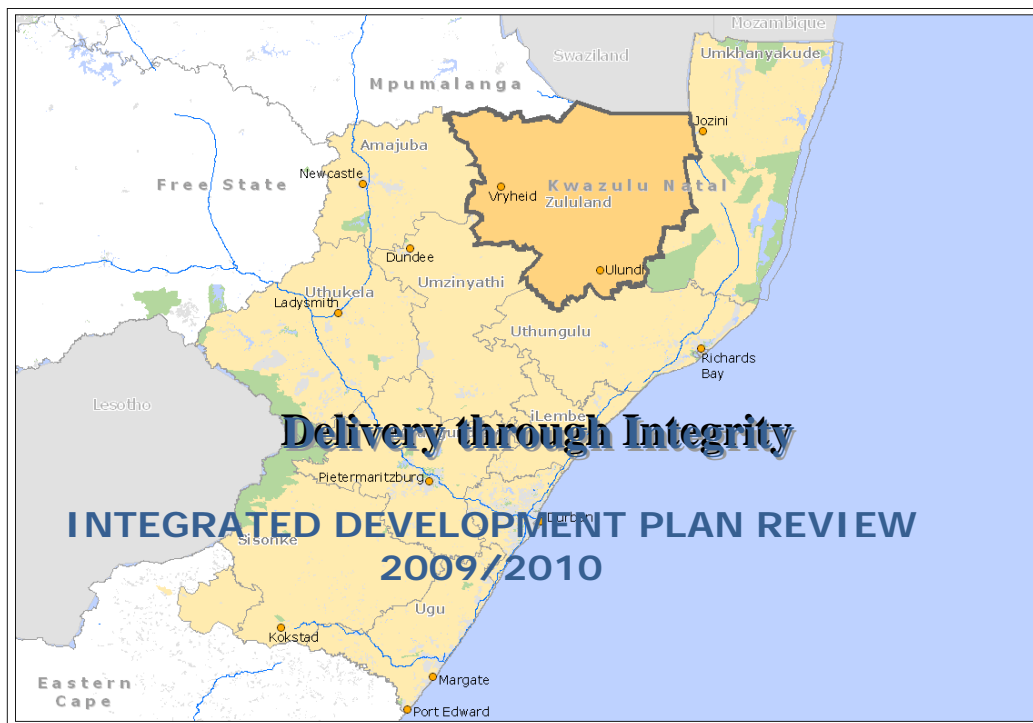 Mozambique
Swaziland
Umkhanyakude
Mpumalanga
Jozini
Amajuba
Newcastle
Free State
Vryheid
Kwazulu Natal
Zululand
Dundee
Ulundi
Umzinyathi
Uthukela
Ladysmith
Uthungulu
Richards
Bay
Lesotho
iLembe
Delivery through Integrity
Pietermaritzburg
Durban
INTEGRATED DEVELOPMENT PLAN REVIEW
Sisonke
2009/2010
Ugu
Kokstad
Margate
Eastern
Cape
Port Edward